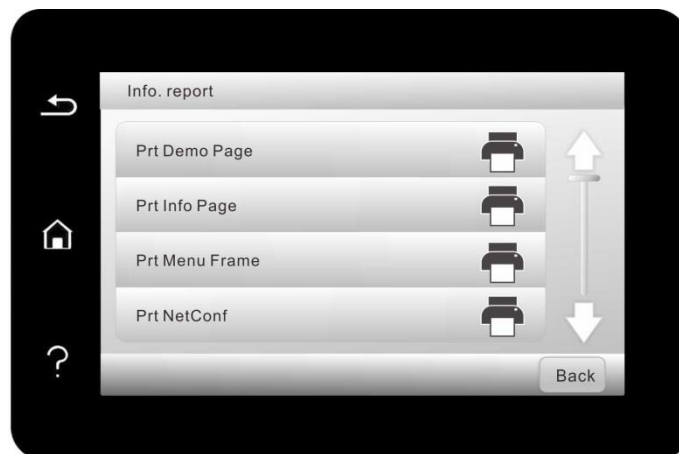 Info. report
Prt Demo Page
Prt Info Page
Prt Menu Frame
Prt NetConf
?
Back